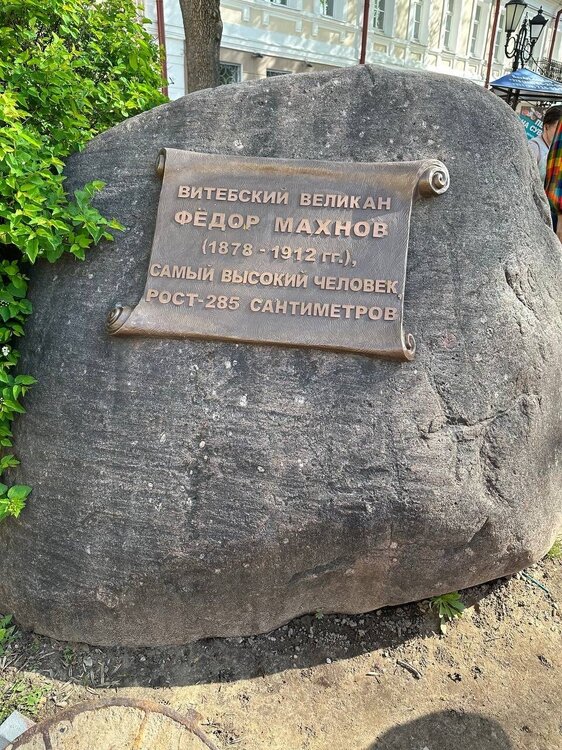 ВИТЕБСКИЙ ВЕЛИКАН
ФЁДОР МАХНОВ
(1878 - 1912 гг.),
САМЫЙ ВЫСОКИЙ ЧЕЛОВЕК
РОСТ-285 САНТИМЕТРОВ